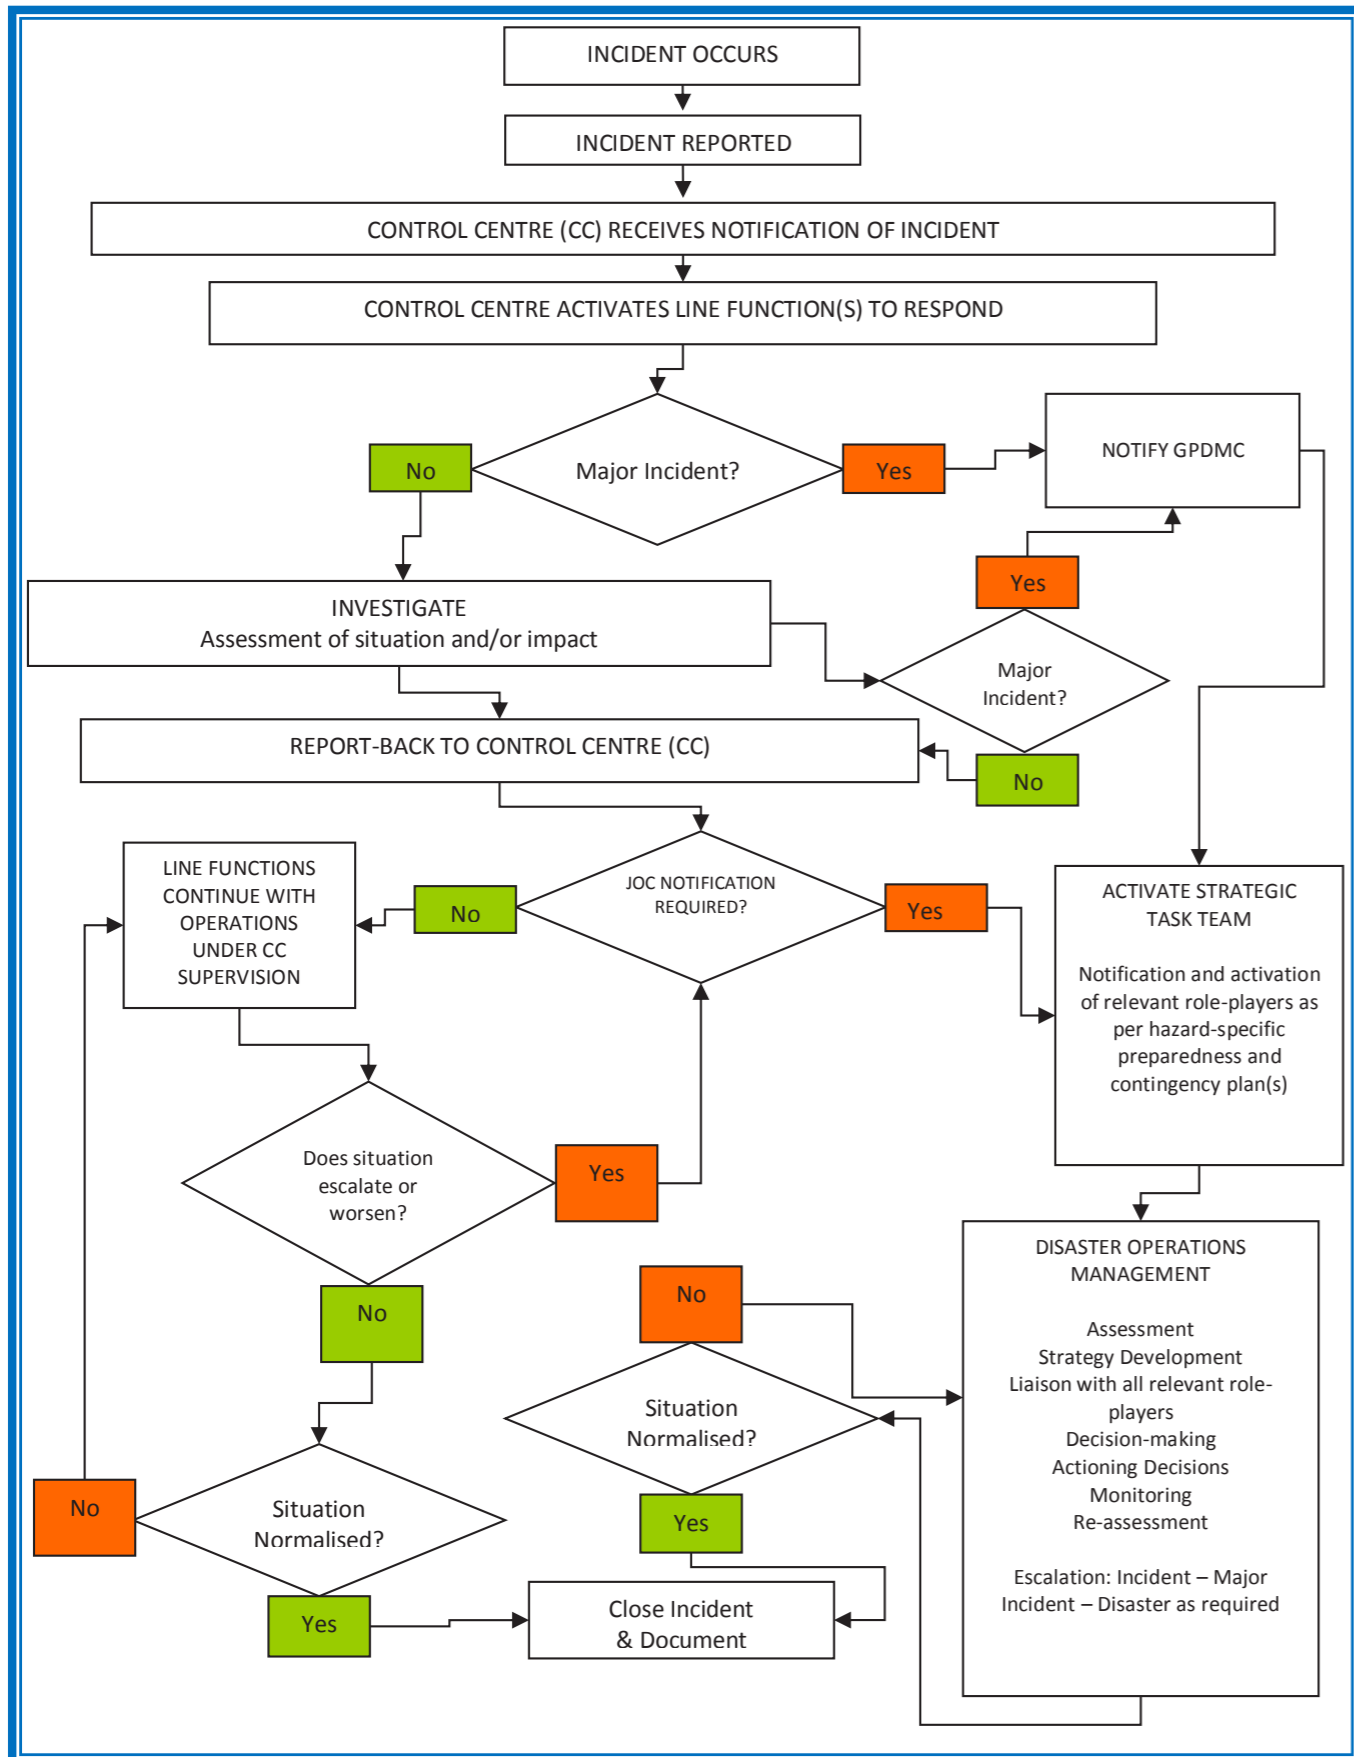 INCIDENT OCCURS
INCIDENT REPORTED
CONTROL CENTRE (CC) RECEIVES NOTIFICATION OF INCIDENT
CONTROL CENTRE ACTIVATES LINE FUNCTION(S) TO RESPOND
No
Major Incident?
Yes
NOTIFY GPDMC
Yes
INVESTIGATE
Assessment of situation and/or impact
Major
Incident?
No
REPORT-BACK TO CONTROL CENTRE (CC)
LINE FUNCTIONS
CONTINUE WITH
OPERATIONS
UNDER CC
SUPERVISION
No
JOC NOTIFICATION
REQUIRED?
Yes
ACTIVATE STRATEGIC
TASK TEAM
Notification and activation
of relevant role-players as
per hazard-specific
preparedness and
contingency plan(s)
Does situation
escalate or
worsen?
Yes
No
DISASTER OPERATIONS
MANAGEMENT
Assessment
Strategy Development
Liaison with all relevant role-
players
Decision-making
Actioning Decisions
Monitoring
Re-assessment
Escalation: Incident – Major
Incident – Disaster as required
No
Situation
Normalised?
Yes
No
Situation
Normalised?
Yes
Close Incident
& Document